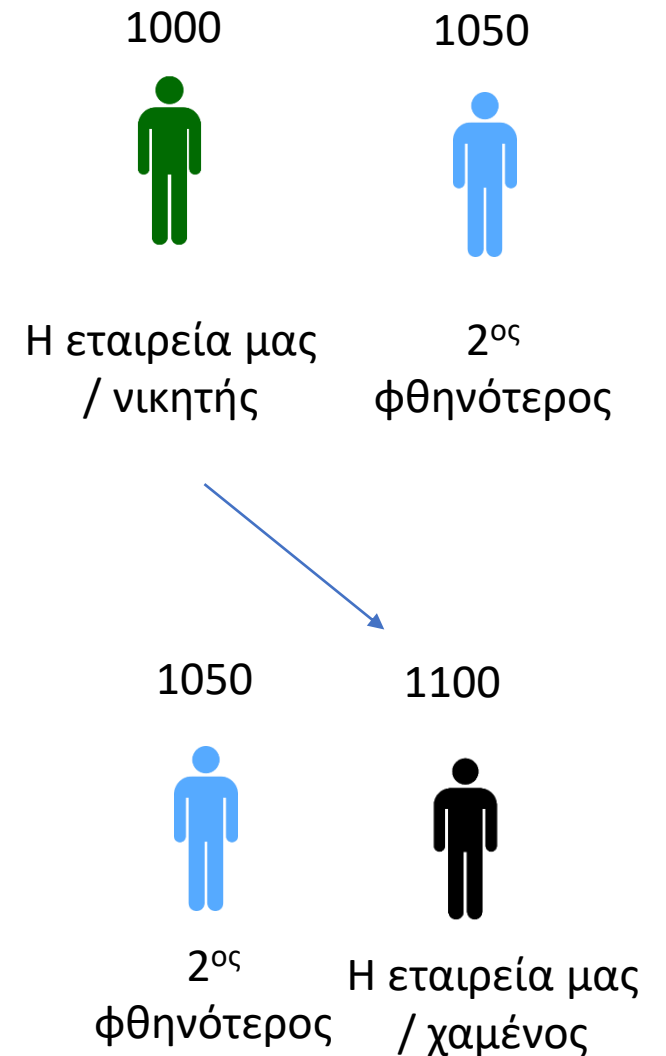 1000 1050
Η εταιρεία μας
/ νικητής
2ος
φθηνότερος
1050 1100
2ος
φθηνότερος
Η εταιρεία μας
/ χαμένος